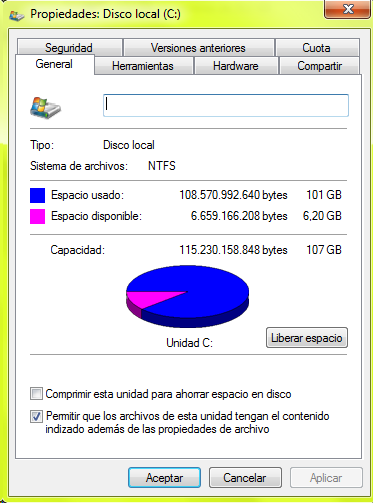 Propiedades: Disco local (C:)
Seguridad Versiones anteriores Cuota
General Herramientas Hardware Compartir
Tipo: Disco local
Sistema de archivos: NTFS
Espacio usado: 108.570.992.640 bytes 101 GB
Espacio disponible: 6.659.166.208 bytes 6,20 GB
Capacidad: 115.230.158.848 bytes 107 GB
Unidad C:
Liberar espacio
Comprimir esta unidad para ahorrar espacio en disco
Permitir que los archivos de esta unidad tengan el contenido
indizado además de las propiedades de archivo
Aceptar Cancelar Aplicar